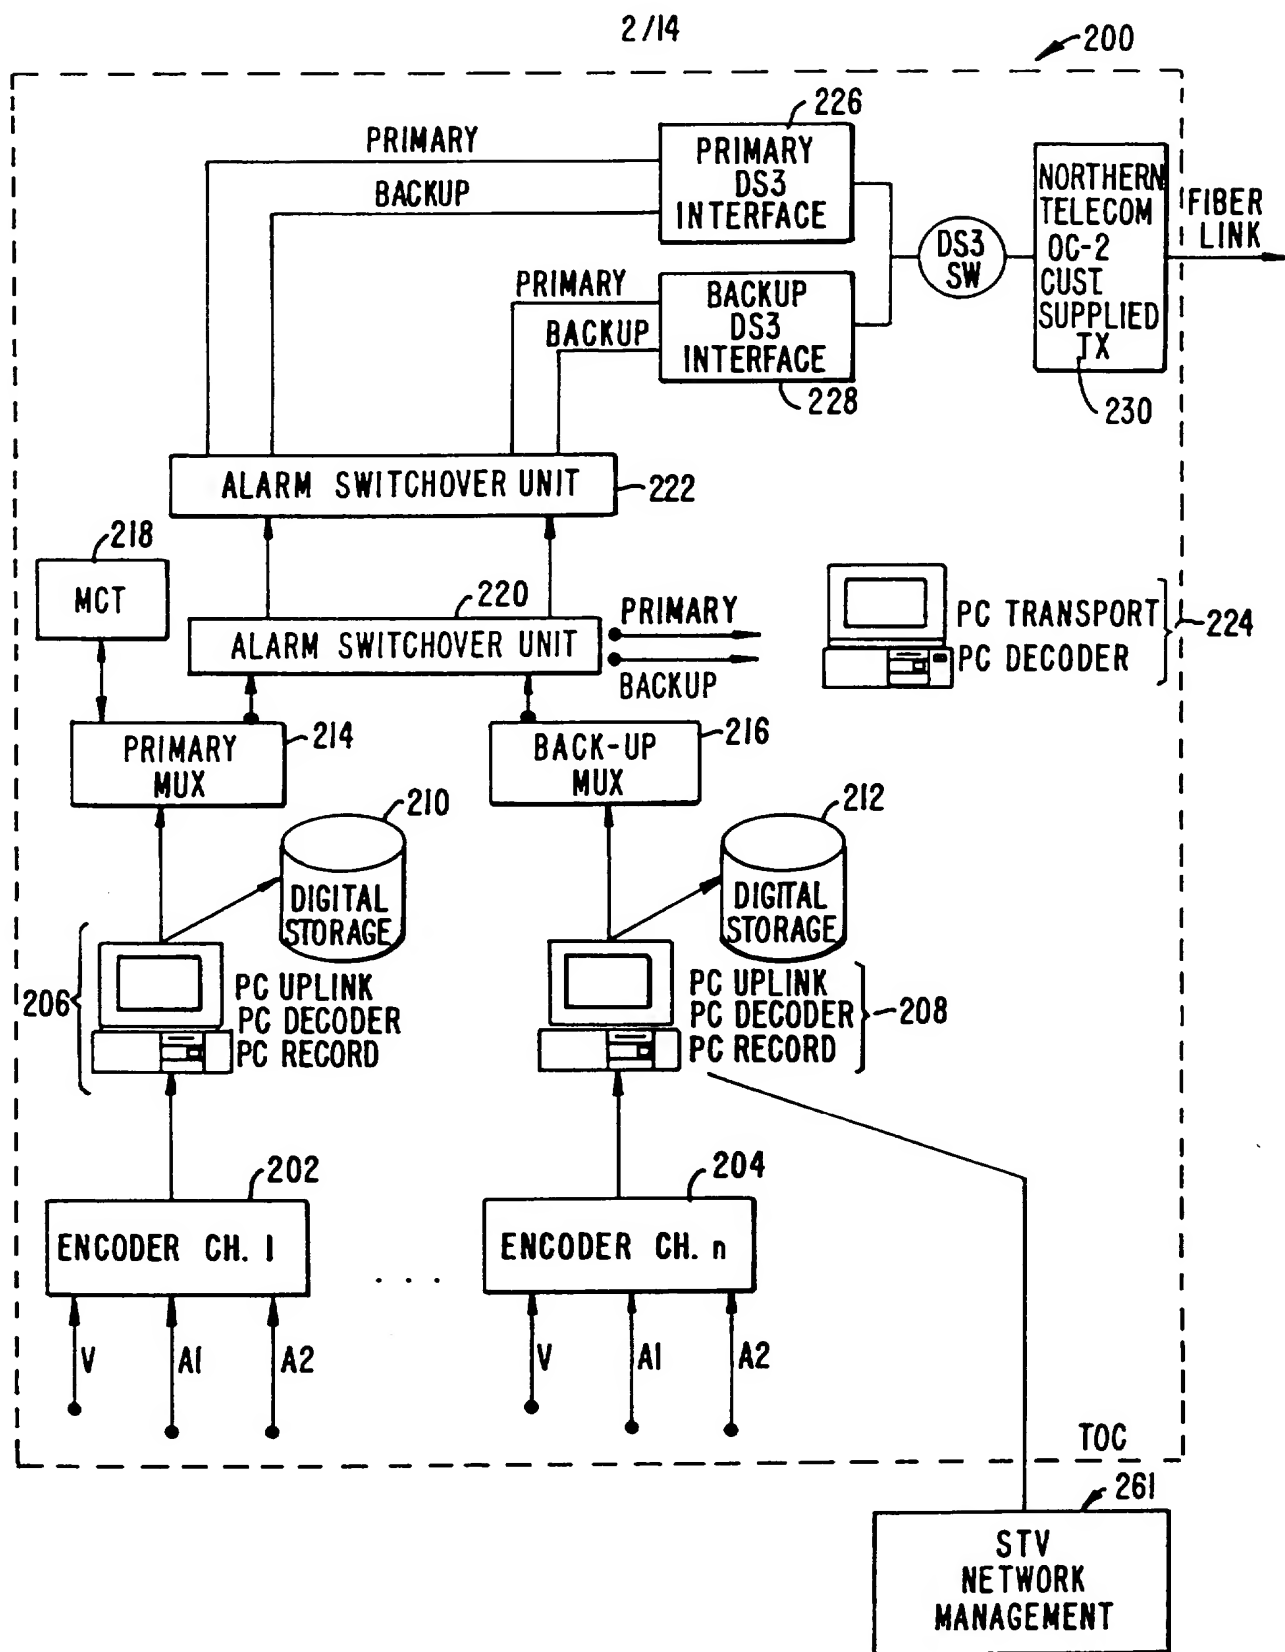 2/14
200
226
PRIMARY
BACKUP
PRIMARY
DS3
INTERFACE
NORTHERN
TELECOM
OC-2
CUST
SUPPLIED
TX
230
FIBER
LINK
DS3
SW
PRIMARY
BACKUP
BACKUP
DS3
INTERFACE
228
ALARM SWITCHOVER UNIT
222
218
MCT
220
ALARM SWITCHOVER UNIT
PRIMARY
BACKUP
PC TRANSPORT
PC DECODER
224
PRIMARY
MUX
214
BACK-UP
MUX
216
210
DIGITAL
STORAGE
212
DIGITAL
STORAGE
206
PC UPLINK
PC DECODER
PC RECORD
PC UPLINK
PC DECODER
PC RECORD
208
202
ENCODER CH. 1
. . .
204
ENCODER CH. n
V
A1
A2
V
A1
A2
TOC
261
STV
NETWORK
MANAGEMENT